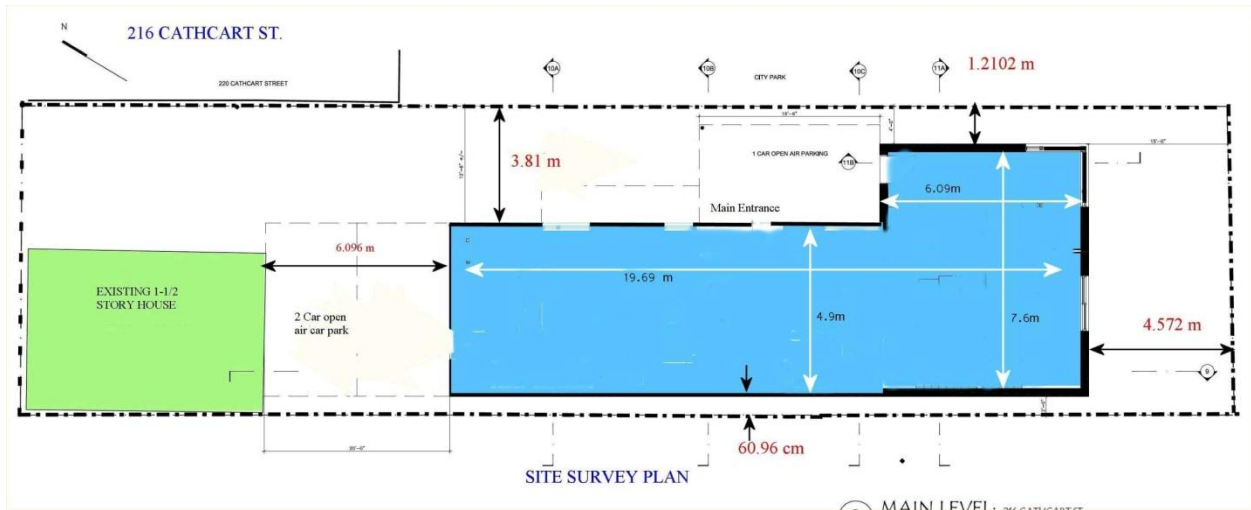 N
216 CATHCART ST.
220 CATHCART STREET
10A
10B
CITY PARK
10C
11A
1.2102 m
3.81 m
1 CAR OPEN AIR PARKING
11B
6.09m
Main Entrance
6.096 m
19.69 m
EXISTING 1-1/2
STORY HOUSE
2 Car open
air car park
4.9m
7.6m
4.572 m
9
60.96 cm
SITE SURVEY PLAN
MAIN LEVEL: 216 CATHCART ST.